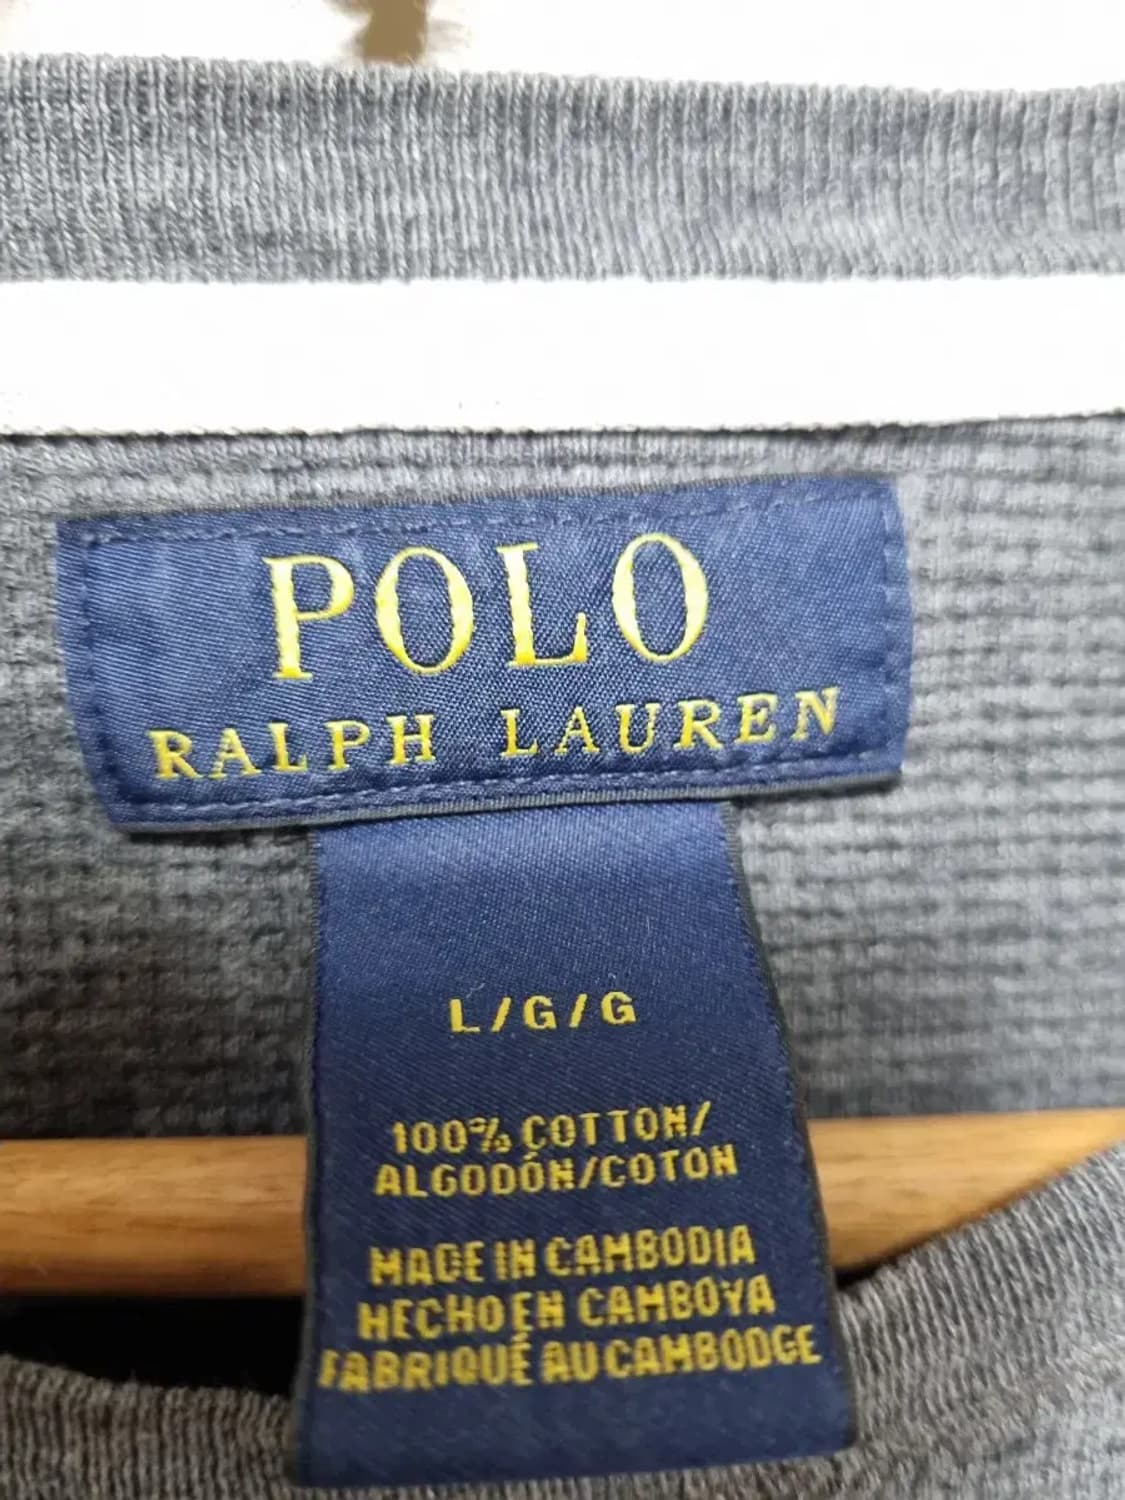 POLO
RALPH LAUREN
L/G/G
100% COTTON/
ALGODÓN/COTON
MADE IN CAMBODIA
HECHO EN CAMBOYA
FABRIQUÉ AU CAMBODGE